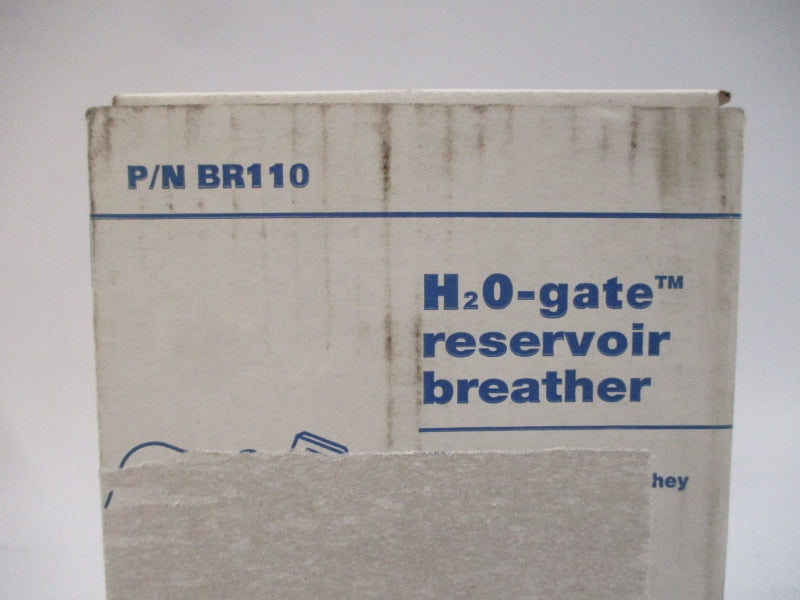 P/N BR110
H₂O-gate™
reservoir
breather
hey